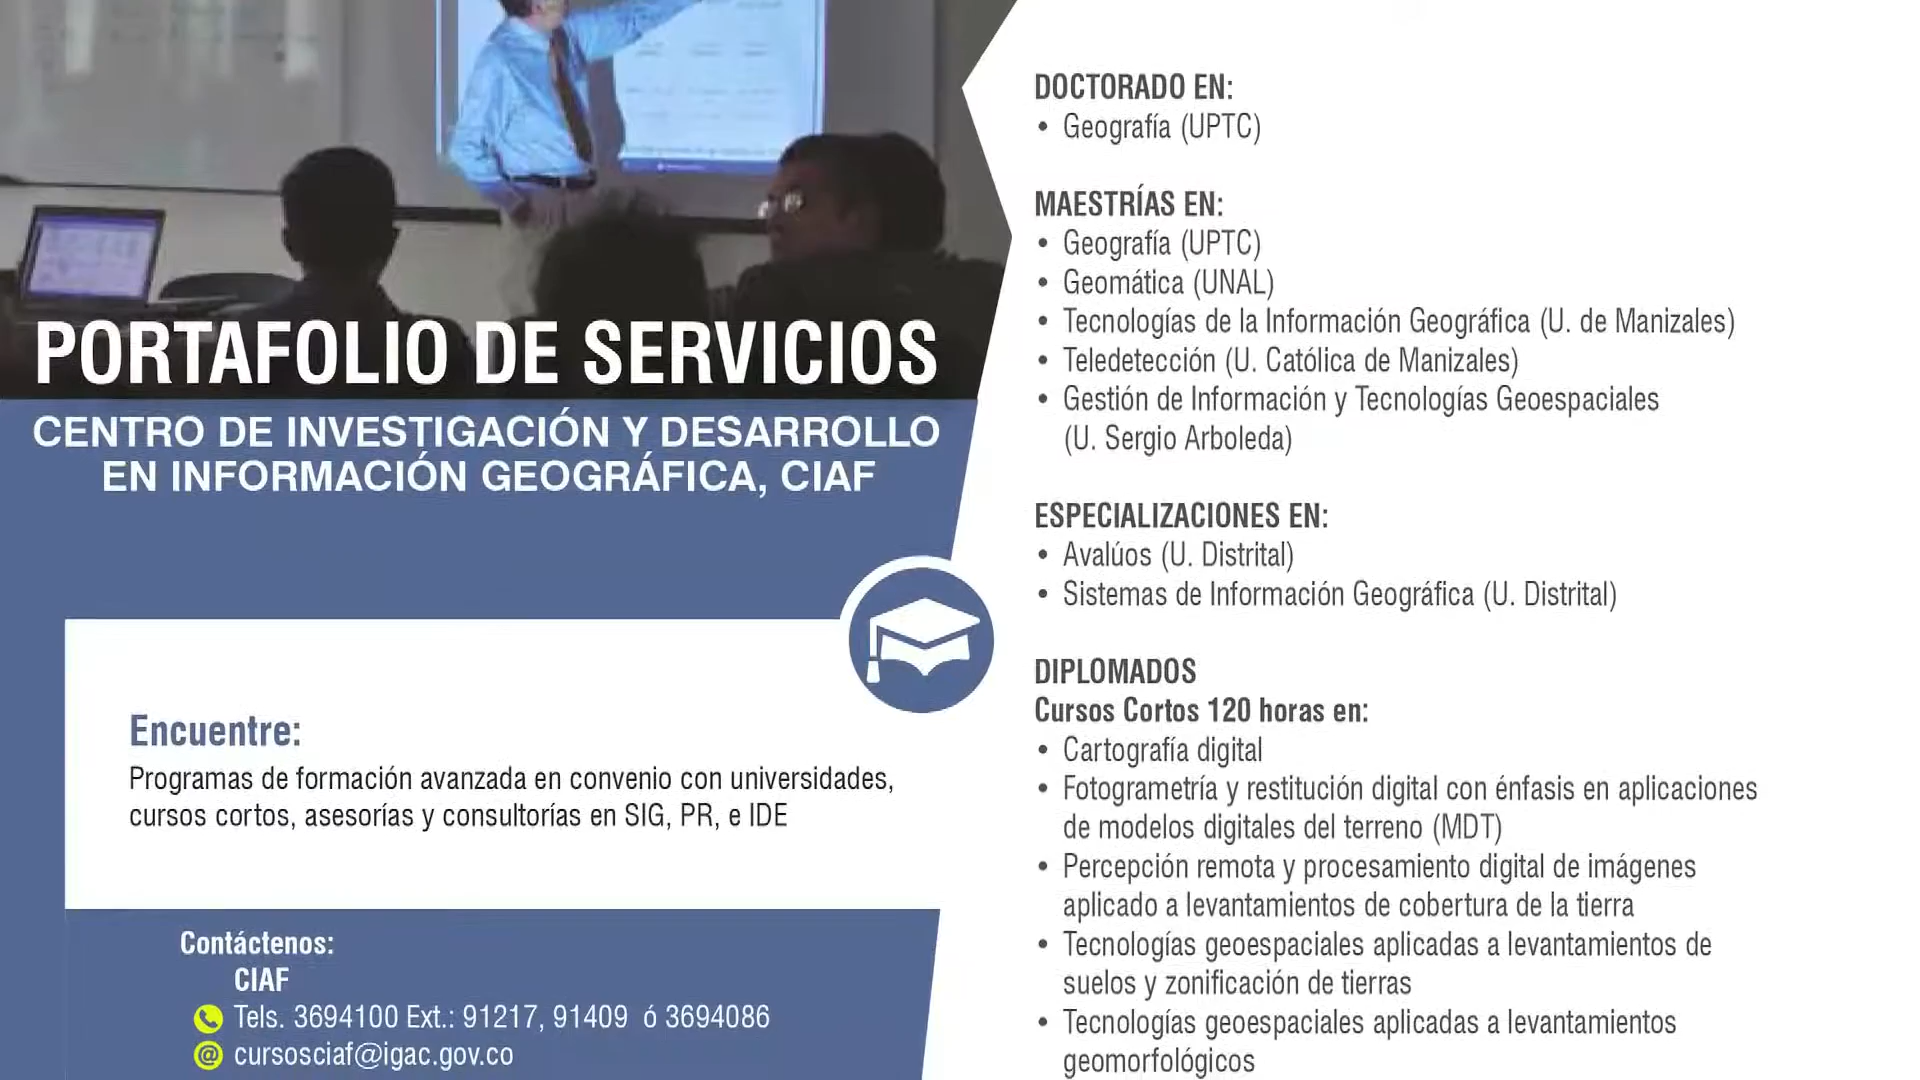 PORTAFOLIO DE SERVICIOS
CENTRO DE INVESTIGACIÓN Y DESARROLLO
EN INFORMACIÓN GEOGRÁFICA, CIAF
Encuentre:
Programas de formación avanzada en convenio con universidades,
cursos cortos, asesorías y consultorías en SIG, PR, e IDE
Contáctenos:
CIAF
Tels. 3694100 Ext.: 91217, 91409 ó 3694086
@ cursosciaf@igac.gov.co
DOCTORADO EN:
• Geografía (UPTC)
MAESTRÍAS EN:
• Geografía (UPTC)
• Geomática (UNAL)
• Tecnologías de la Información Geográfica (U. de Manizales)
• Teledetección (U. Católica de Manizales)
• Gestión de Información y Tecnologías Geoespaciales
(U. Sergio Arboleda)
ESPECIALIZACIONES EN:
• Avalúos (U. Distrital)
• Sistemas de Información Geográfica (U. Distrital)
DIPLOMADOS
Cursos Cortos 120 horas en:
• Cartografía digital
• Fotogrametría y restitución digital con énfasis en aplicaciones
de modelos digitales del terreno (MDT)
• Percepción remota y procesamiento digital de imágenes
aplicado a levantamientos de cobertura de la tierra
• Tecnologías geoespaciales aplicadas a levantamientos de
suelos y zonificación de tierras
• Tecnologías geoespaciales aplicadas a levantamientos
geomorfológicos